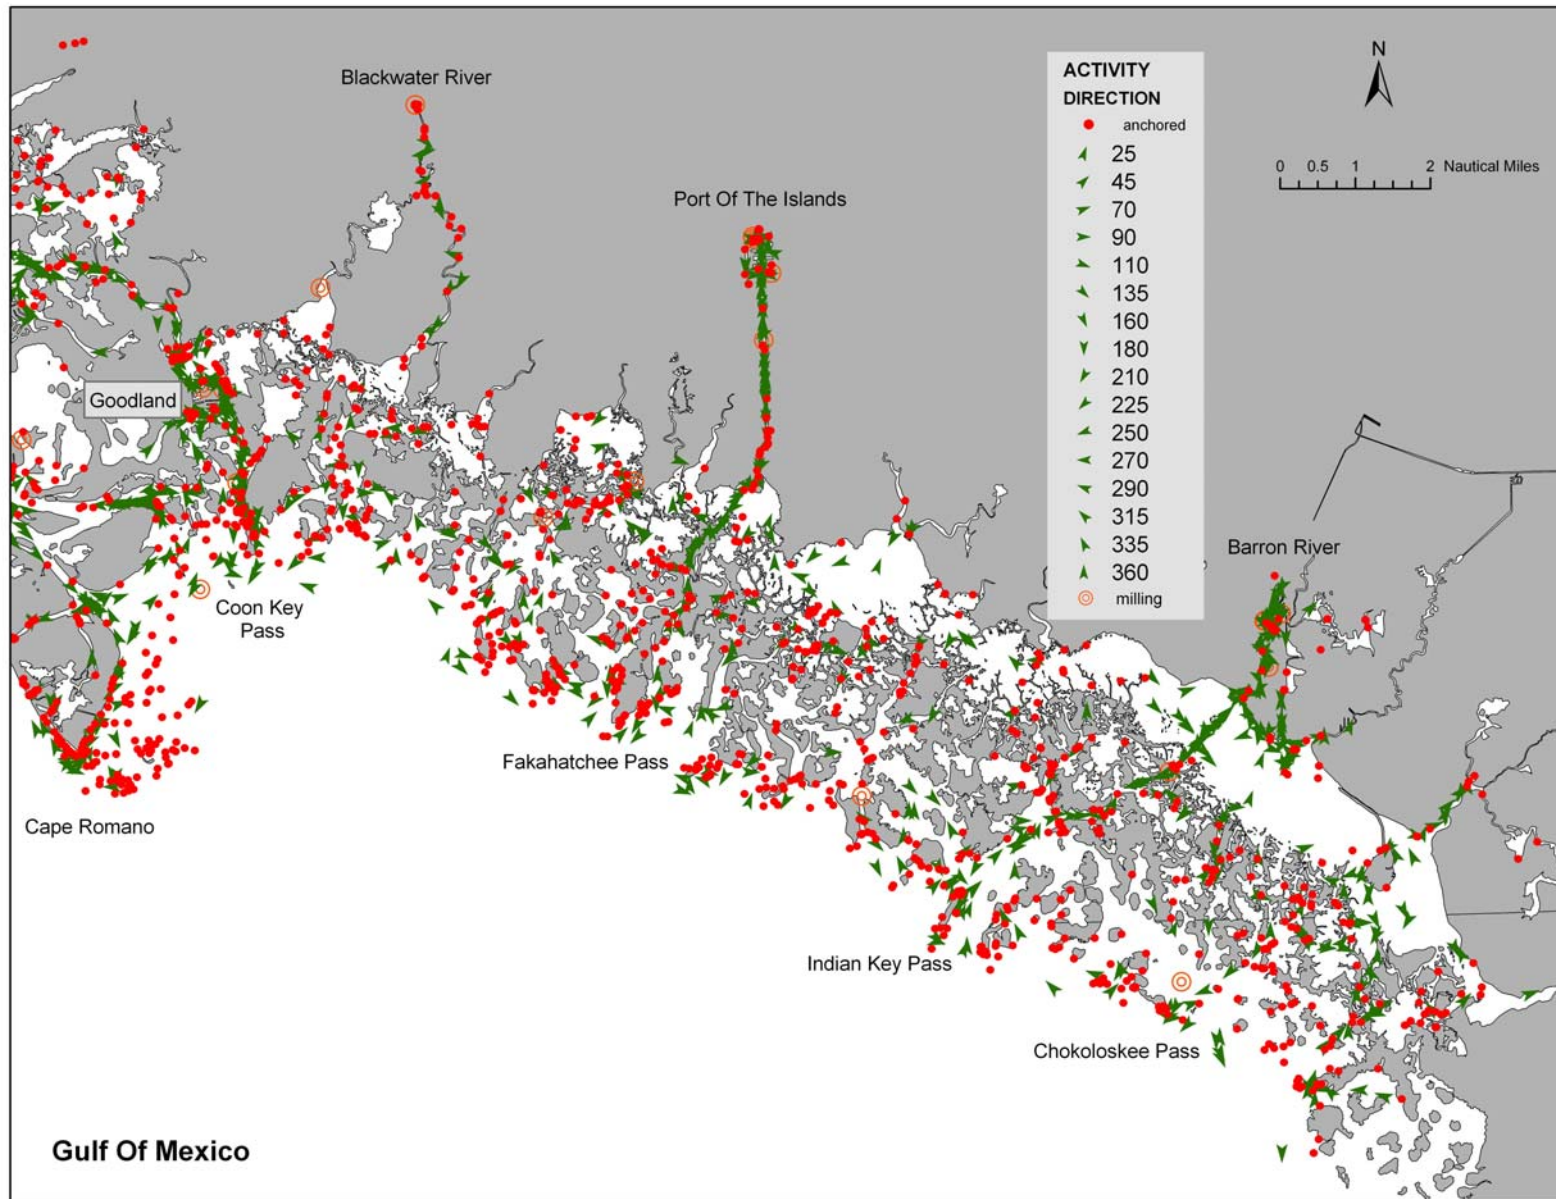 Blackwater River
Port Of The Islands
ACTIVITY
DIRECTION
anchored
25
45
70
90
110
135
160
180
210
225
250
270
290
315
335
360
milling
N
0 0.5 1 2 Nautical Miles
Goodland
Barron River
Coon Key
Pass
Fakahatchee Pass
Cape Romano
Indian Key Pass
Chokoloskee Pass
Gulf Of Mexico